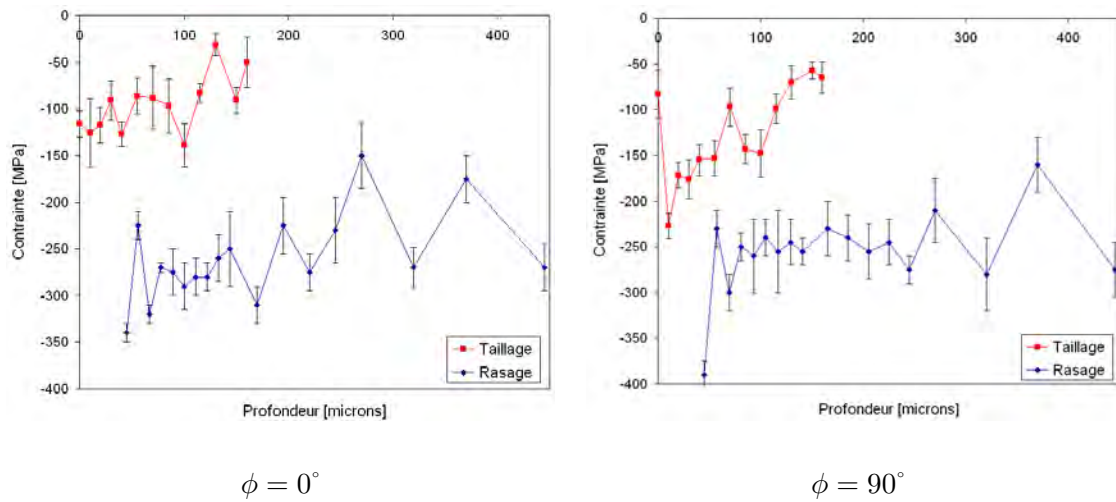 0
0
100
200
300
400
-50
-100
-150
-200
-250
-300
-350
-400
Contrainte [MPa]
Profondeur [microns]
Taillage
Rasage
0
0
100
200
300
400
-50
-100
-150
-200
-250
-300
-350
-400
Contrainte [MPa]
Profondeur [microns]
Taillage
Rasage
ϕ = 0°
ϕ = 90°